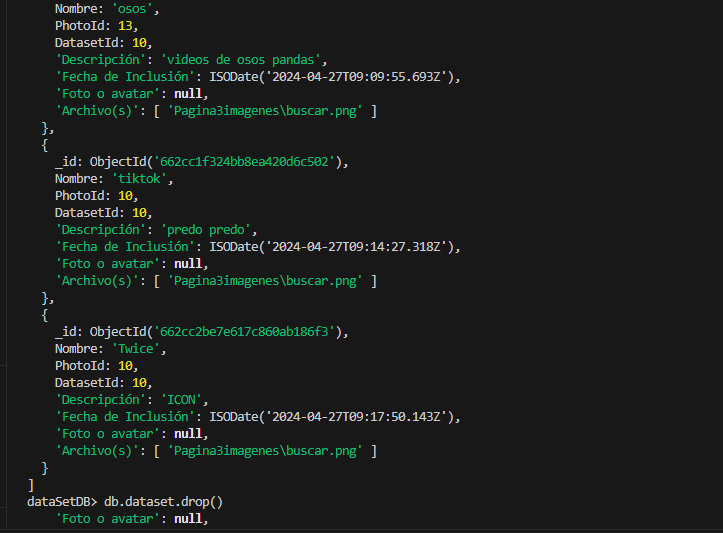 Nombre: 'osos',
PhotoId: 13,
DatasetId: 10,
'Descripción': 'videos de osos pandas',
'Fecha de Inclusión': ISODate('2024-04-27T09:09:55.693Z'),
'Foto o avatar': null,
'Archivo(s)': [ 'Pagina3imagenes\buscar.png' ]
},
{
_id: ObjectId('662cc1f324bb8ea420d6c502'),
Nombre: 'tiktok',
PhotoId: 10,
DatasetId: 10,
'Descripción': 'predo predo',
'Fecha de Inclusión': ISODate('2024-04-27T09:14:27.318Z'),
'Foto o avatar': null,
'Archivo(s)': [ 'Pagina3imagenes\buscar.png' ]
},
{
_id: ObjectId('662cc2be7e617c860ab186f3'),
Nombre: 'Twice',
PhotoId: 10,
DatasetId: 10,
'Descripción': 'ICON',
'Fecha de Inclusión': ISODate('2024-04-27T09:17:50.143Z'),
'Foto o avatar': null,
'Archivo(s)': [ 'Pagina3imagenes\buscar.png' ]
}
]
dataSetDB> db.dataset.drop()
'Foto o avatar': null,